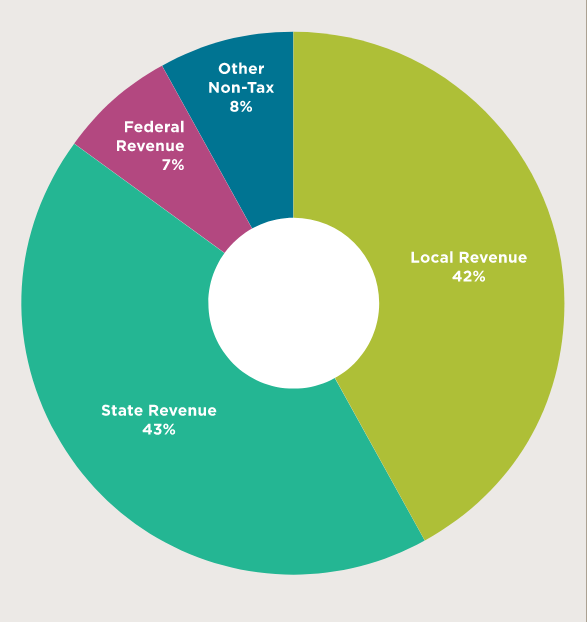 Other
Non-Tax
8%
Federal
Revenue
7%
Local Revenue
42%
State Revenue
43%